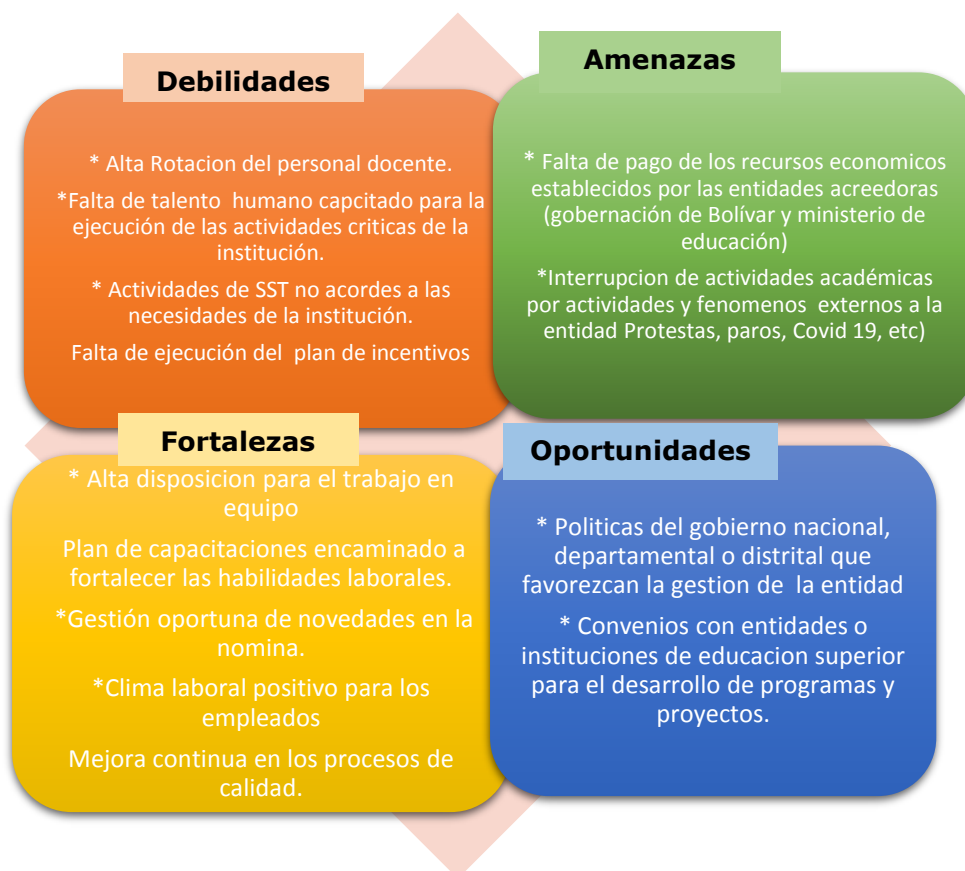 Debilidades
* Alta Rotacion del personal docente.
*Falta de talento humano capcitado para la
ejecución de las actividades criticas de la
institución.
* Actividades de SST no acordes a las
necesidades de la institución.
Falta de ejecución del plan de incentivos
Amenazas
* Falta de pago de los recursos economicos
establecidos por las entidades acreedoras
(gobernación de Bolívar y ministerio de
educación)
*Interrupcion de actividades académicas
por actividades y fenomenos externos a la
entidad Protestas, paros, Covid 19, etc)
Fortalezas
* Alta disposicion para el trabajo en
equipo
Plan de capacitaciones encaminado a
fortalecer las habilidades laborales.
*Gestión oportuna de novedades en la
nomina.
*Clima laboral positivo para los
empleados
Mejora continua en los procesos de
calidad.
Oportunidades
* Politicas del gobierno nacional,
departamental o distrital que
favorezcan la gestion de la entidad
* Convenios con entidades o
instituciones de educacion superior
para el desarrollo de programas y
proyectos.